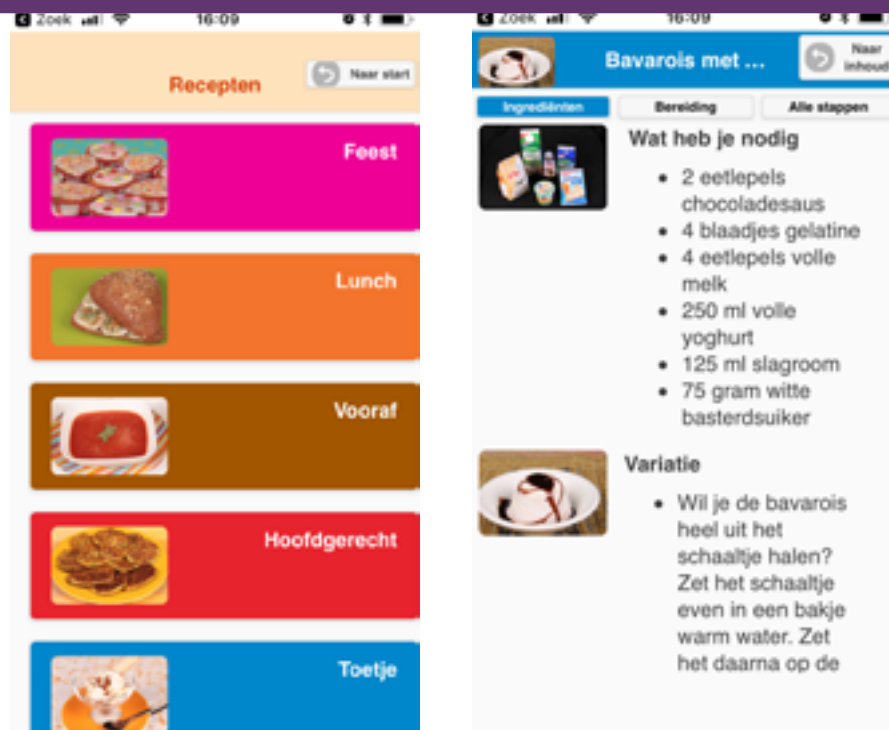 Zoek
16:09
Recepten
Naar start
Feest
Lunch
Vooraf
Hoofdgerecht
Toetje
Zoek
16:09
Bavarois met ...
Naar
inhoud
Ingrediënten
Bereiding
Alle stappen
Wat heb je nodig
• 2 eetlepels
chocoladesaus
• 4 blaadjes gelatine
• 4 eetlepels volle
melk
• 250 ml volle
yoghurt
• 125 ml slagroom
• 75 gram witte
basterdsuiker
Variatie
• Wil je de bavarois
heel uit het
schaaltje halen?
Zet het schaaltje
even in een bakje
warm water. Zet
het daarna op de